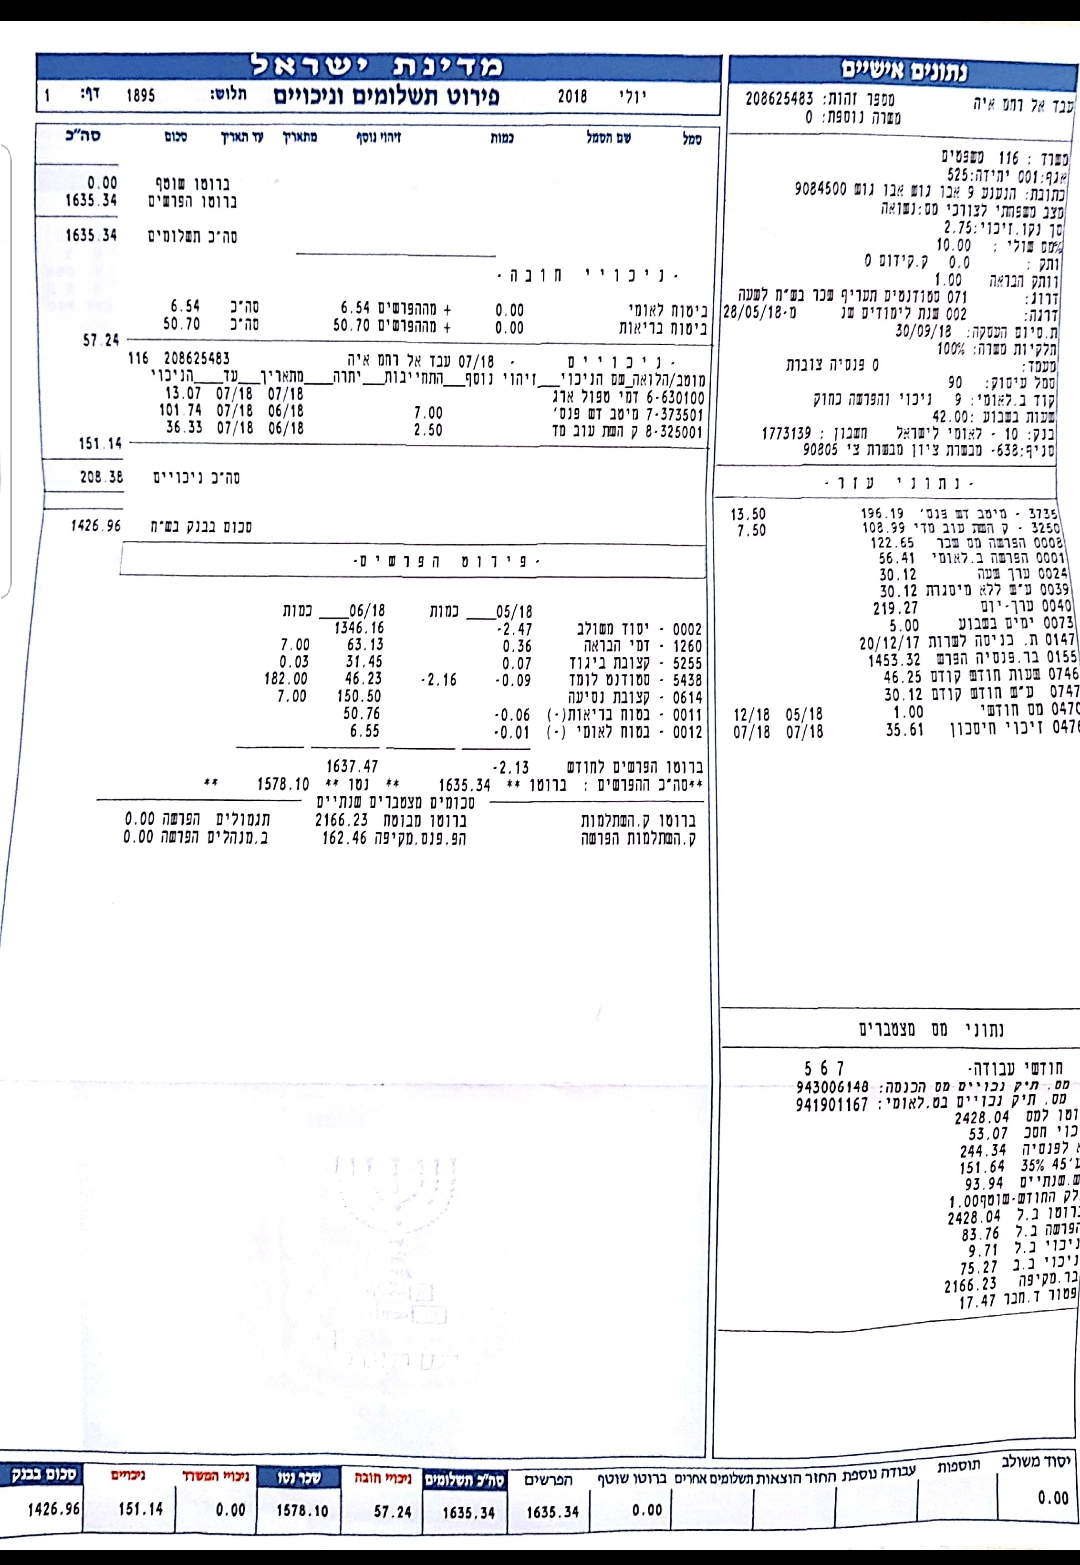 מדינת ישראל
פירוט תשלומים וניכויים
יולי 2018
תלוש: 1895 דף: 1
סמל שם הסמל כמות זיהוי נוסף מתאריך עד תאריך סכום סה"כ
ברוטו שוטף 0.00
ברוטו הפרשים 1635.34
סה"כ תשלומים 1635.34
- ניכויי חובה -
ביטוח לאומי 0.00 + מההפרשים 6.54 סה"כ 6.54
ביטוח בריאות 0.00 + מההפרשים 50.70 סה"כ 50.70
57.24
- ניכויים - 07/18 עבד אל רחמ איה 208625483 116
מוטב/הלואה שם הניכוי זיהוי נוסף התחייבות יתרה מתאריך עד הניכוי
6-630100 דמי טפול ארג 07/18 07/18 13.07
7-373501 מיטב דש פנס' 7.00 06/18 07/18 101.74
8-325001 ק השת עוב מד 2.50 06/18 07/18 36.33
151.14
סה"כ ניכויים 208.38
סכום בבנק בש"ח 1426.96
- פירוט הפרשים -
05/18 כמות 06/18 כמות
0002 - יסוד משולב 2.47- 1346.16
1260 - דמי הבראה 0.36 63.13 7.00
5255 - קצובת ביגוד 0.07 31.45 0.03
5438 - סטודנט לומד 0.09- 2.16- 46.23 182.00
0614 - קצובת נסיעה 150.50 7.00
0011 - בטוח בריאות(-) 0.06- 50.76
0012 - בטוח לאומי (-) 0.01- 6.55
ברוטו הפרשים לחודש 2.13- 1637.47
**סה"כ ההפרשים : ברוטו ** 1635.34 ** נטו ** 1578.10 **
סכומים מצטברים שנתיים
ברוטו ק.השתלמות ברוטו מבוטח 2166.23 תגמולים הפרשה 0.00
ק.השתלמות הפרשה הפ.פנס.מקיפה 162.46 ב.מנהלים הפרשה 0.00
נתונים אישיים
עבד אל רחמ איה מספר זהות: 208625483
משרה נוספת: 0
משרד : 116 משפטים
אגף: 001 יחידה: 525
כתובת: הנענע 9 אבו גוש אבו גוש 9084500
מצב משפחתי לצורכי מס: נשואה
סך נקו.זיכוי: 2.75
%מס שולי : 10.00
ותק : 0.0 ק.קידום 0
וותק הבראה 1.00
דרוג: 071 סטודנטים תעריף שכר בש"ח לשעה
דרגה: 002 שנת לימודים שנ מ-28/05/18
ת.סיום העסקה: 30/09/18
חלקיות משרה: 100%
מעמד: 0 פנסיה צוברת
סמל עיסוק: 90
קוד ב.לאומי: 9 ניכוי והפרשה כחוק
שעות בשבוע: 42.00
בנק: 10 - לאומי לישראל חשבון : 1773139
סניף: 638- מבשרת ציון מבשרת צי 90805
- נתוני עזר -
3735 - מיטב דש פנס' 196.19 13.50
3250 - ק השת עוב מדי 108.99 7.50
0008 הפרשה מס שכר 122.65
0001 הפרשה ב.לאומי 56.41
0024 ערך שעה 30.12
0039 ע"ש ללא מיסגרות 30.12
0040 ערך-יום 219.27
0073 ימים בשבוע 5.00
0147 ת. כניסה לשרות 20/12/17
0155 בר.פנסיה הפרש 1453.32
0746 שעות חודש קודם 46.25
0747 ע"ש חודש קודם 30.12
0470 מס חודשי 1.00 05/18 12/18
זיכוי חיסכון 35.61 07/18 07/18
נתוני מס מצטברים
חודשי עבודה- 5 6 7
מס. תיק נכויים מס הכנסה: 943006148
מס. תיק נכויים בט.לאומי: 941901167
למס 2428.04
חסכ 53.07
לפנסיה 244.34
45' 35% 151.64
ש.שנתיים 93.94
החודש-שוטף 1.00
ברוטו ב.ל 2428.04
הפרשה ב.ל 83.76
ניכוי ב.ל 9.71
ניכוי ב.ב 75.27
בר.מקיפה 2166.23
פטור ד.חבר 17.47
יסוד משולב תוספות עבודה נוספת החזר הוצאות תשלומים אחרים ברוטו שוטף הפרשים סה"כ תשלומים ניכויי חובה שכר נטו ניכויי המשרד ניכויים סכום בבנק
0.00 0.00 1635.34 1635.34 57.24 1578.10 0.00 151.14 1426.96